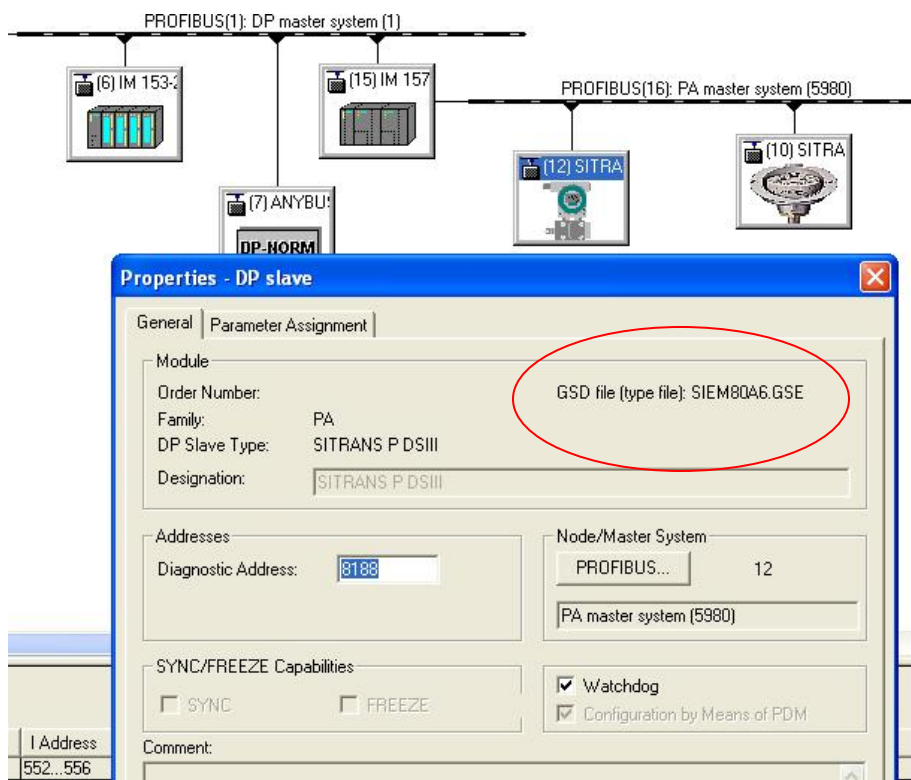 PROFIBUS(1): DP master system (1)
(6) IM 153-2
(15) IM 157
PROFIBUS(16): PA master system (5980)
(12) SITRA
(10) SITRA
(7) ANYBU
DP-NORM
Properties - DP slave
General
Parameter Assignment
Module
Order Number:
GSD file (type file): SIEM80A6.GSE
Family: PA
DP Slave Type: SITRANS P DSIII
Designation: SITRANS P DSIII
Addresses
Node/Master System
Diagnostic Address: 8188
PROFIBUS... 12
PA master system (5980)
SYNC/FREEZE Capabilities
SYNC
FREEZE
Watchdog
Configuration by Means of PDM
I Address
Comment:
552...556